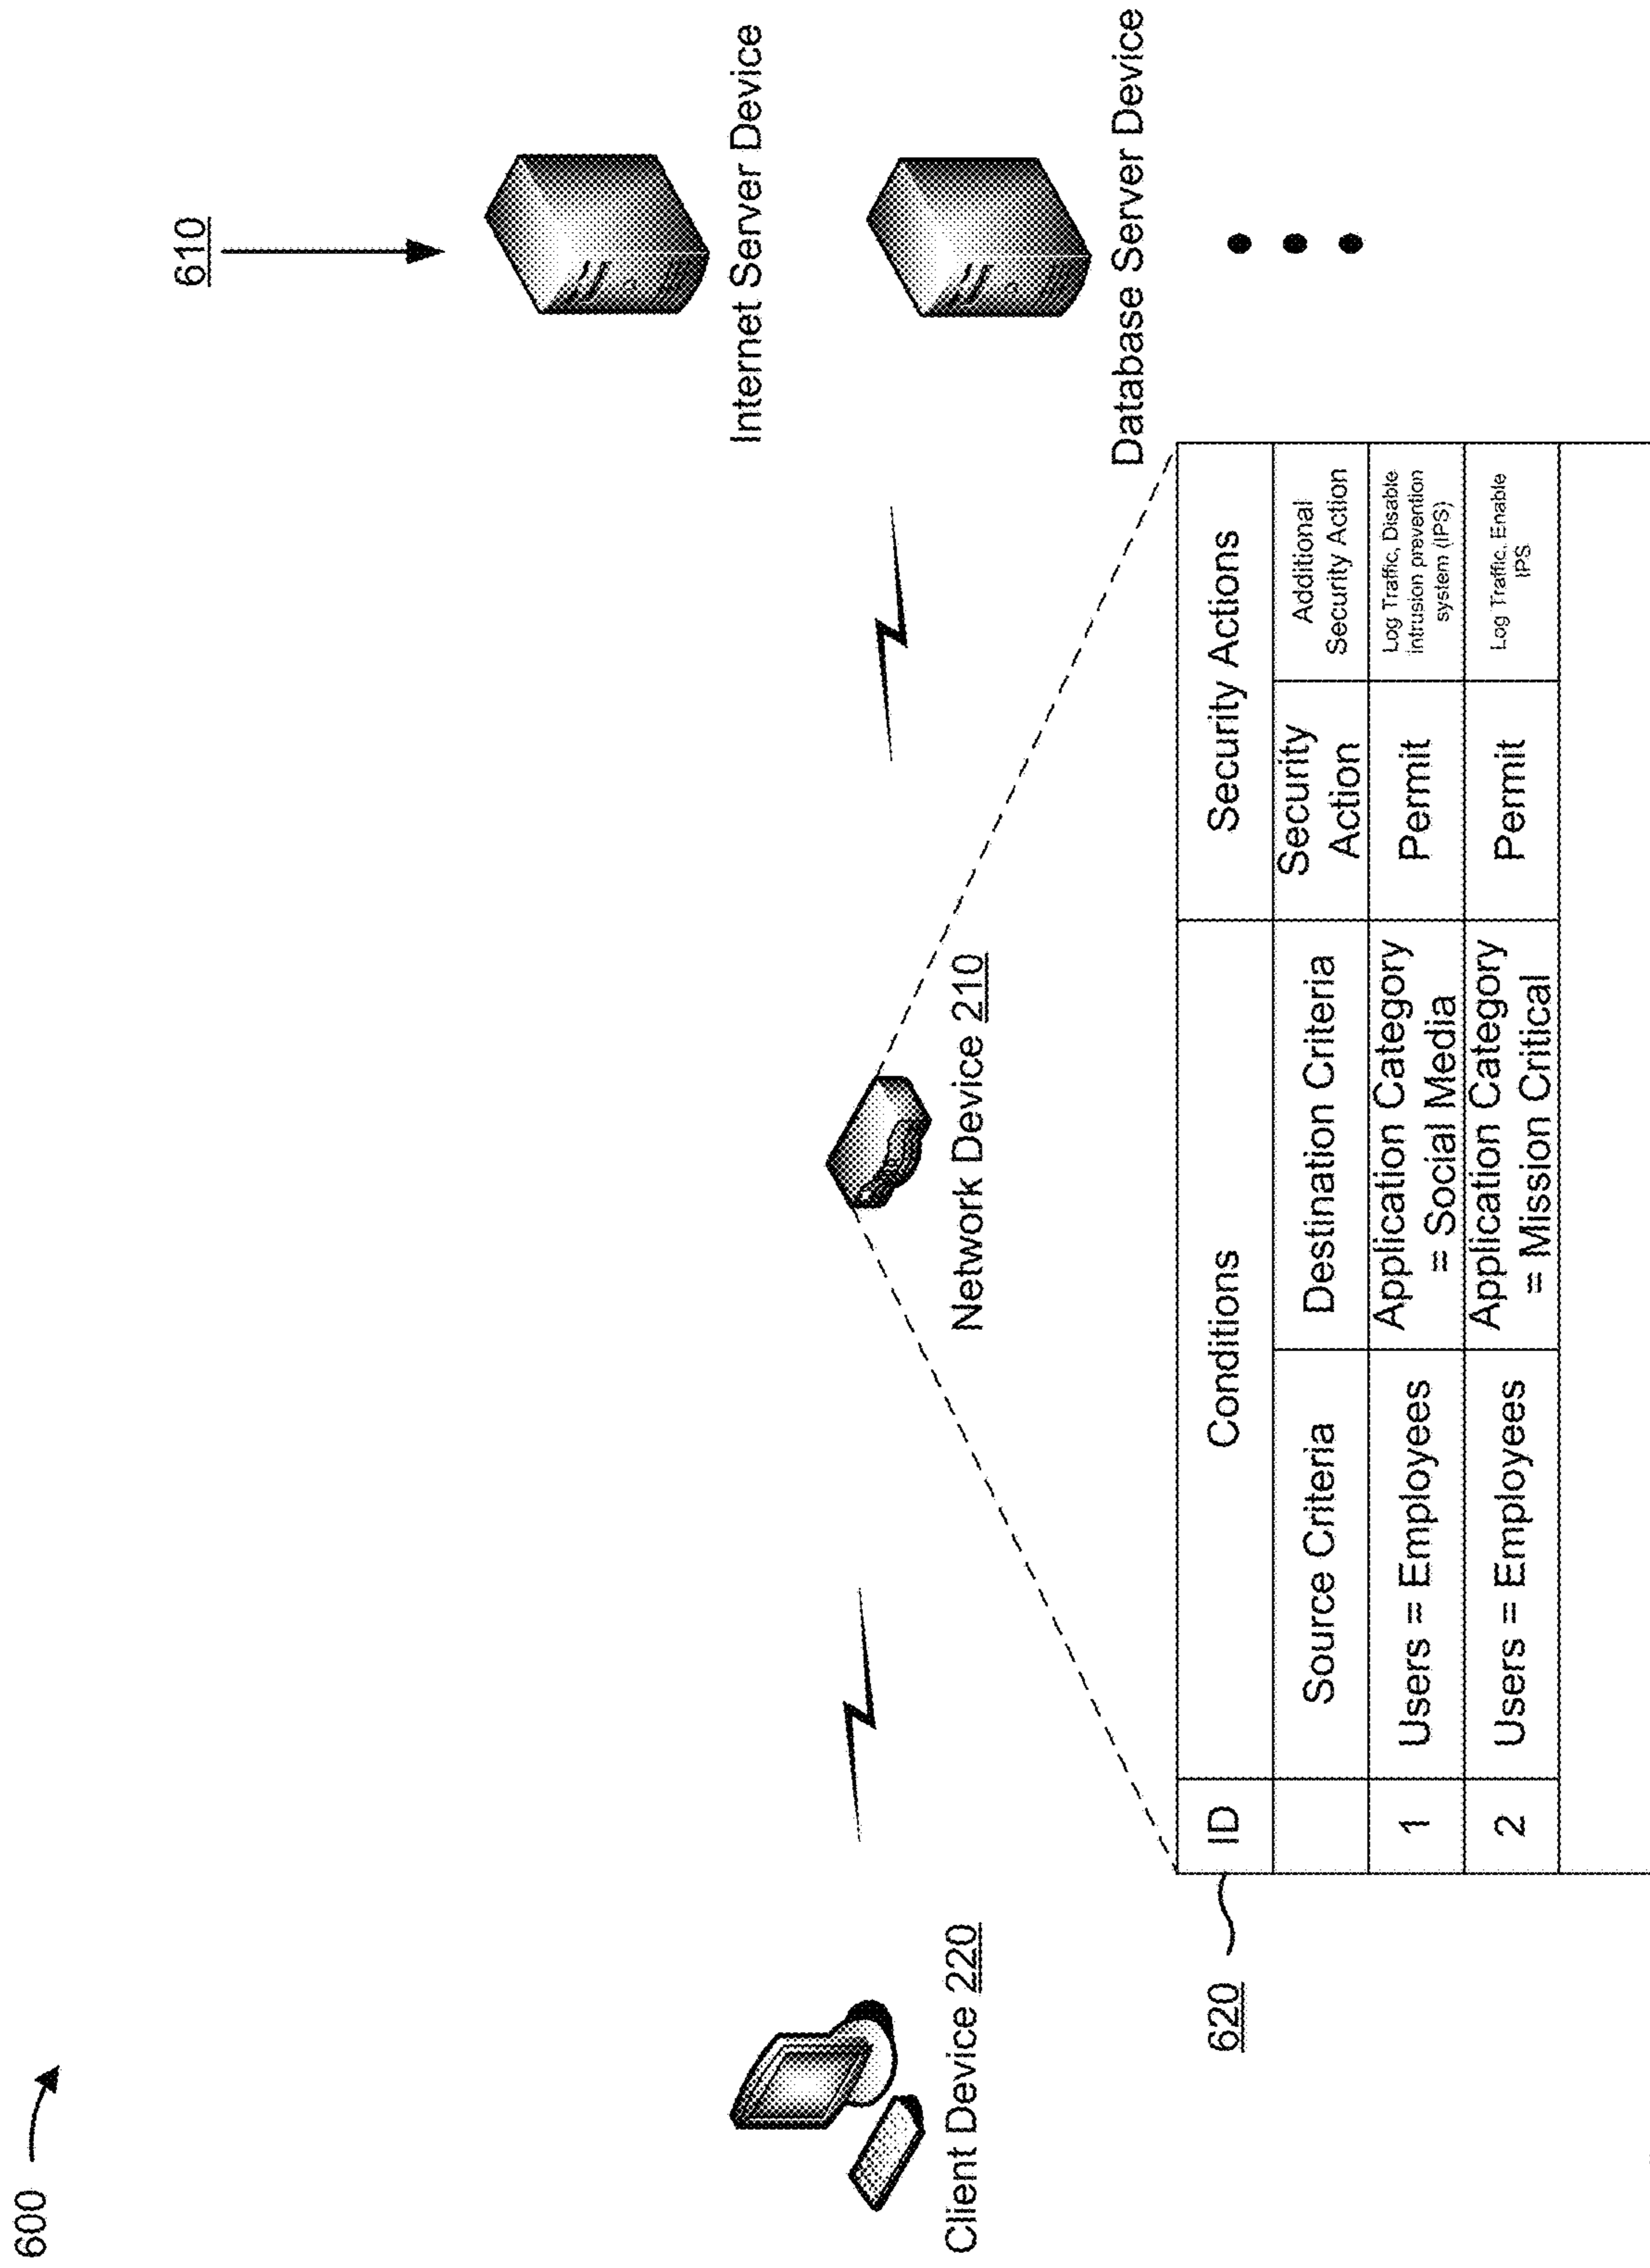 600
610
Internet Server Device
Client Device 220
Network Device 210
Database Server Device
620
ID
Conditions
Security Actions
Source Criteria
Destination Criteria
Security
Action
Additional
Security Action
1
Users = Employees
Application Category
= Social Media
Permit
Log Traffic, Disable
intrusion prevention
system (IPS)
2
Users = Employees
Application Category
= Mission Critical
Permit
Log Traffic, Enable
IPS